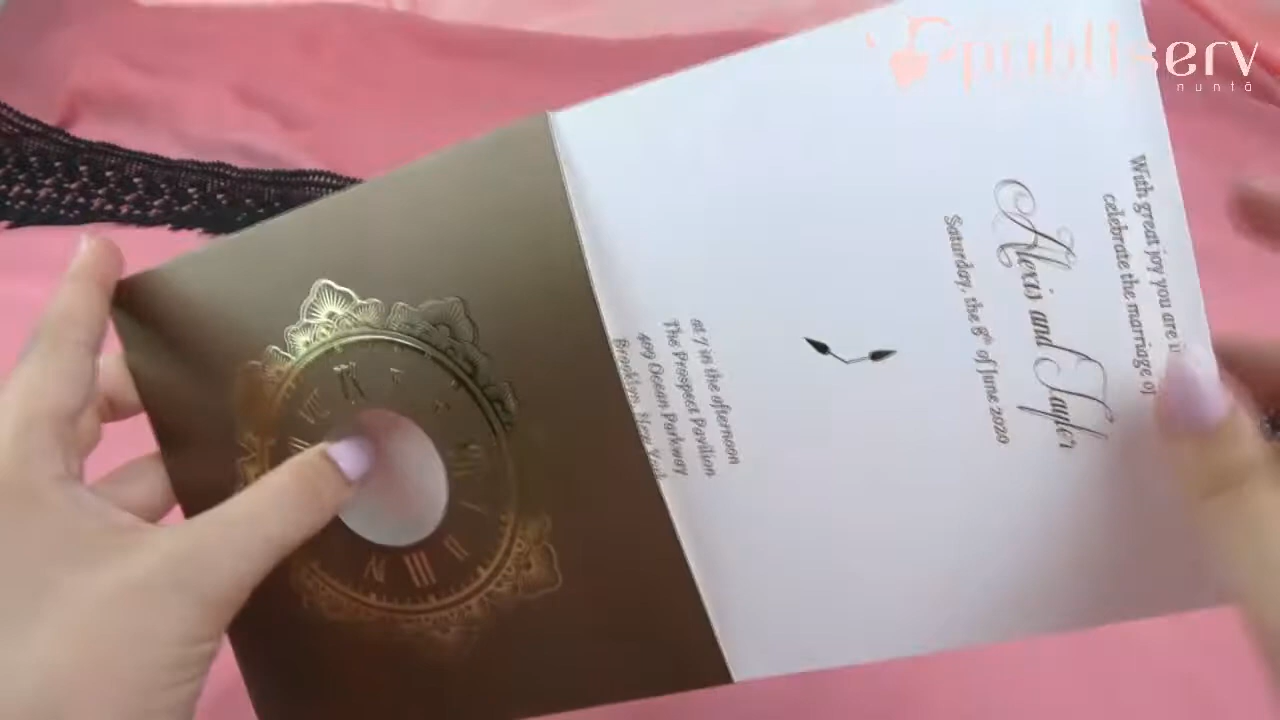 publiserv
nuntă
With great joy you are
celebrate the marriage of
Alexis and Tayler
Saturday, the 6th of June 2020
at 7 in the afternoon
The Prospect Pavilion
409 Ocean Parkway
Brooklyn, New York